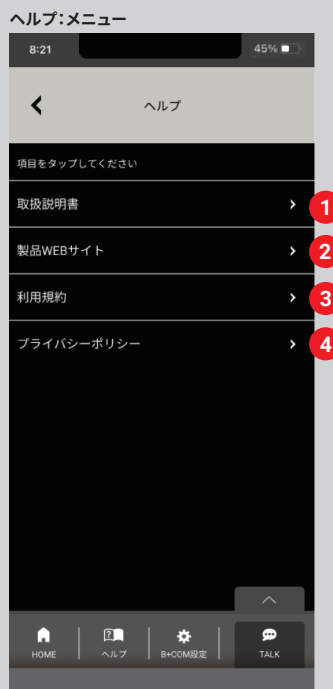 ヘルプ:メニュー
8:21 45%
ヘルプ
項目をタップしてください
取扱説明書 1
製品WEBサイト 2
利用規約 3
プライバシーポリシー 4
HOME ヘルプ B+COM設定 TALK